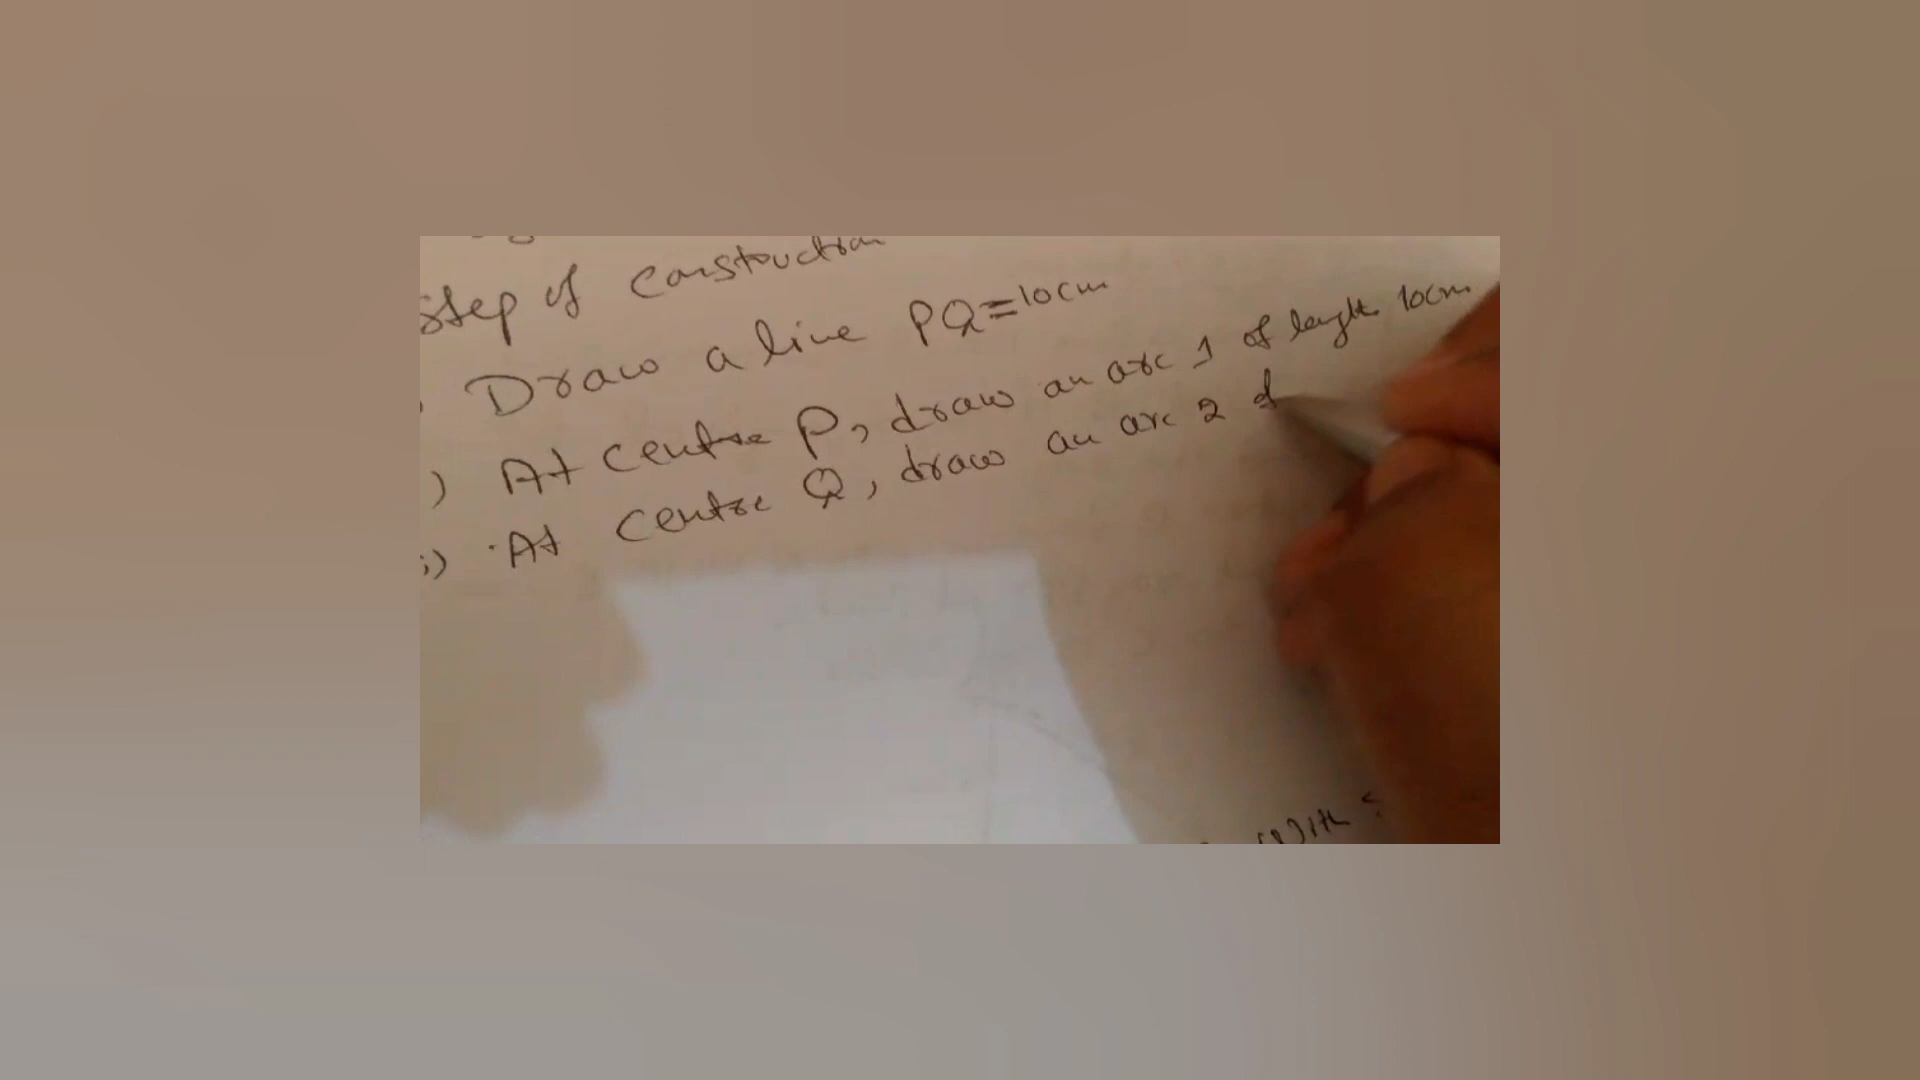 Step of construction
Draw a line PQ=10cm
) At centre P, draw an arc 1 of length 10cm
i) At centre Q, draw an arc 2 of
with